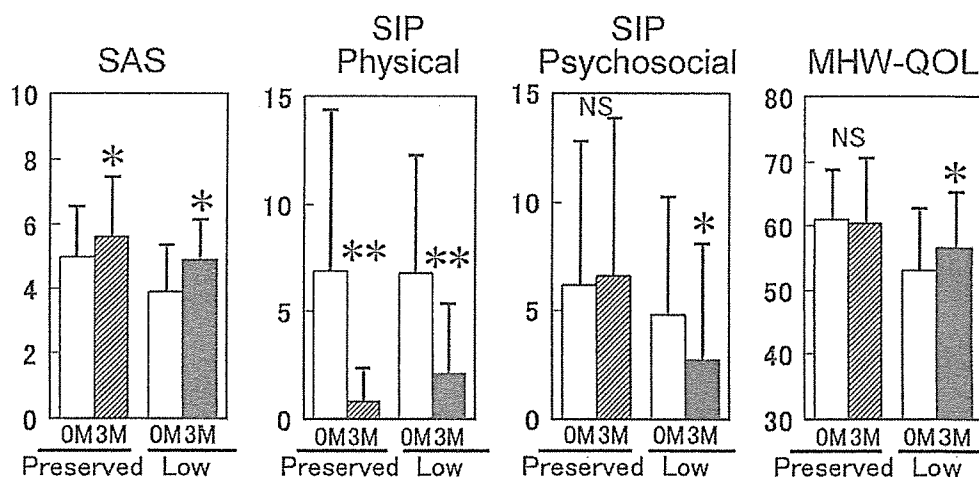 SAS
10
8
6
4
2
0
*
*
0M3M 0M3M
Preserved Low
SIP
Physical
15
10
5
0
**
**
0M3M 0M3M
Preserved Low
SIP
Psychosocial
15
10
5
0
NS
*
0M3M 0M3M
Preserved Low
MHW-QOL
80
70
60
50
40
30
NS
*
0M3M 0M3M
Preserved Low